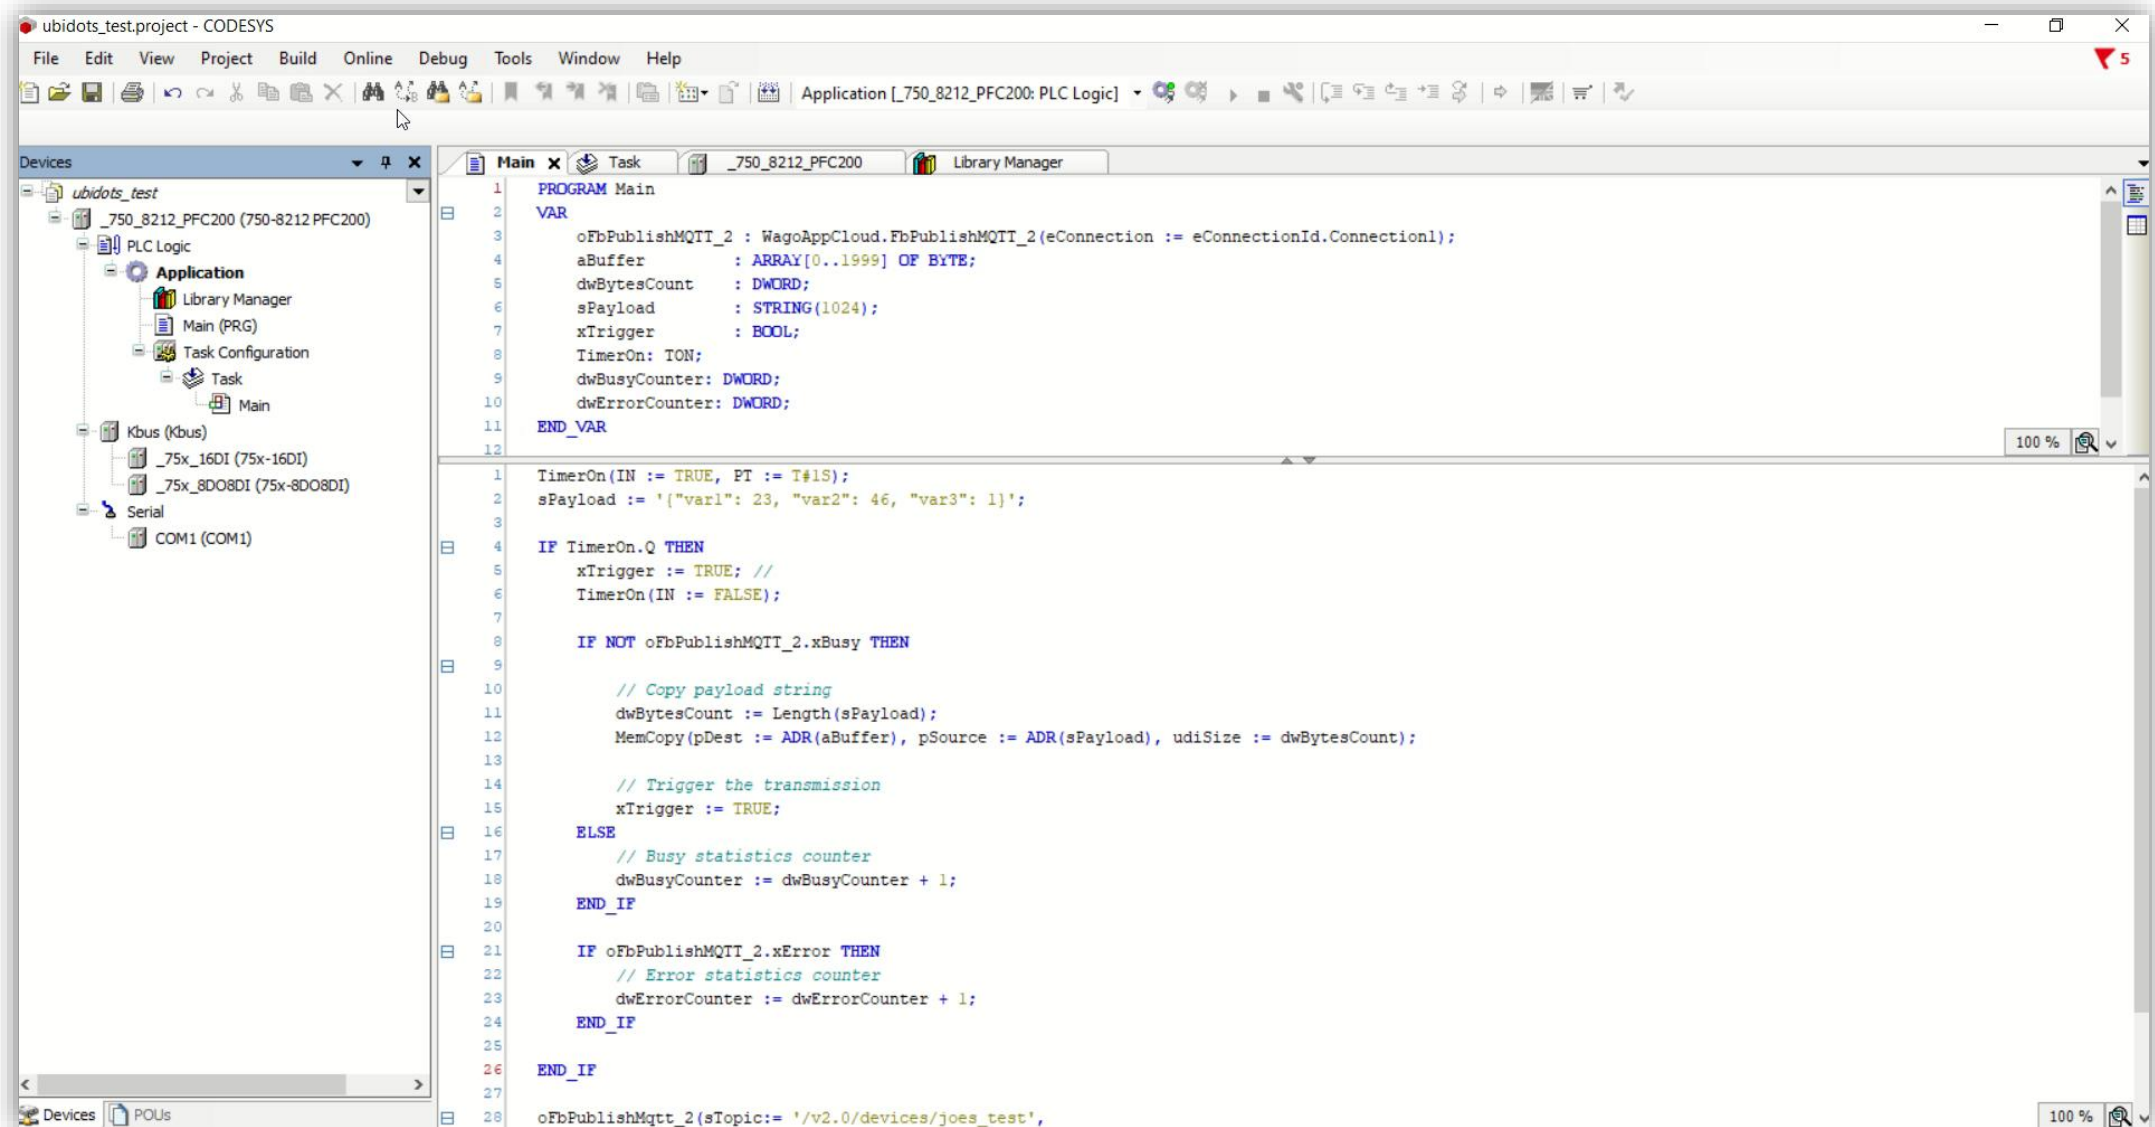 ubidots_test.project - CODESYS
File Edit View Project Build Online Debug Tools Window Help
5
Application [_750_8212_PFC200: PLC Logic]
Devices
ubidots_test
_750_8212_PFC200 (750-8212 PFC200)
PLC Logic
Application
Library Manager
Main (PRG)
Task Configuration
Task
Main
Kbus (Kbus)
_75x_16DI (75x-16DI)
_75x_8DO8DI (75x-8DO8DI)
Serial
COM1 (COM1)
Devices POUs
Main Task _750_8212_PFC200 Library Manager
1 PROGRAM Main
2 VAR
3 oFbPublishMQTT_2 : WagoAppCloud.FbPublishMQTT_2(eConnection := eConnectionId.Connection1);
4 aBuffer : ARRAY[0..1999] OF BYTE;
5 dwBytesCount : DWORD;
6 sPayload : STRING(1024);
7 xTrigger : BOOL;
8 TimerOn: TON;
9 dwBusyCounter: DWORD;
10 dwErrorCounter: DWORD;
11 END_VAR
12
100 %
1 TimerOn(IN := TRUE, PT := T#1S);
2 sPayload := '{"var1": 23, "var2": 46, "var3": 1}';
3
4 IF TimerOn.Q THEN
5 xTrigger := TRUE; //
6 TimerOn(IN := FALSE);
7
8 IF NOT oFbPublishMQTT_2.xBusy THEN
9
10 // Copy payload string
11 dwBytesCount := Length(sPayload);
12 MemCopy(pDest := ADR(aBuffer), pSource := ADR(sPayload), udiSize := dwBytesCount);
13
14 // Trigger the transmission
15 xTrigger := TRUE;
16 ELSE
17 // Busy statistics counter
18 dwBusyCounter := dwBusyCounter + 1;
19 END_IF
20
21 IF oFbPublishMQTT_2.xError THEN
22 // Error statistics counter
23 dwErrorCounter := dwErrorCounter + 1;
24 END_IF
25
26 END_IF
27
28 oFbPublishMqtt_2(sTopic:= '/v2.0/devices/joes_test',
100 %